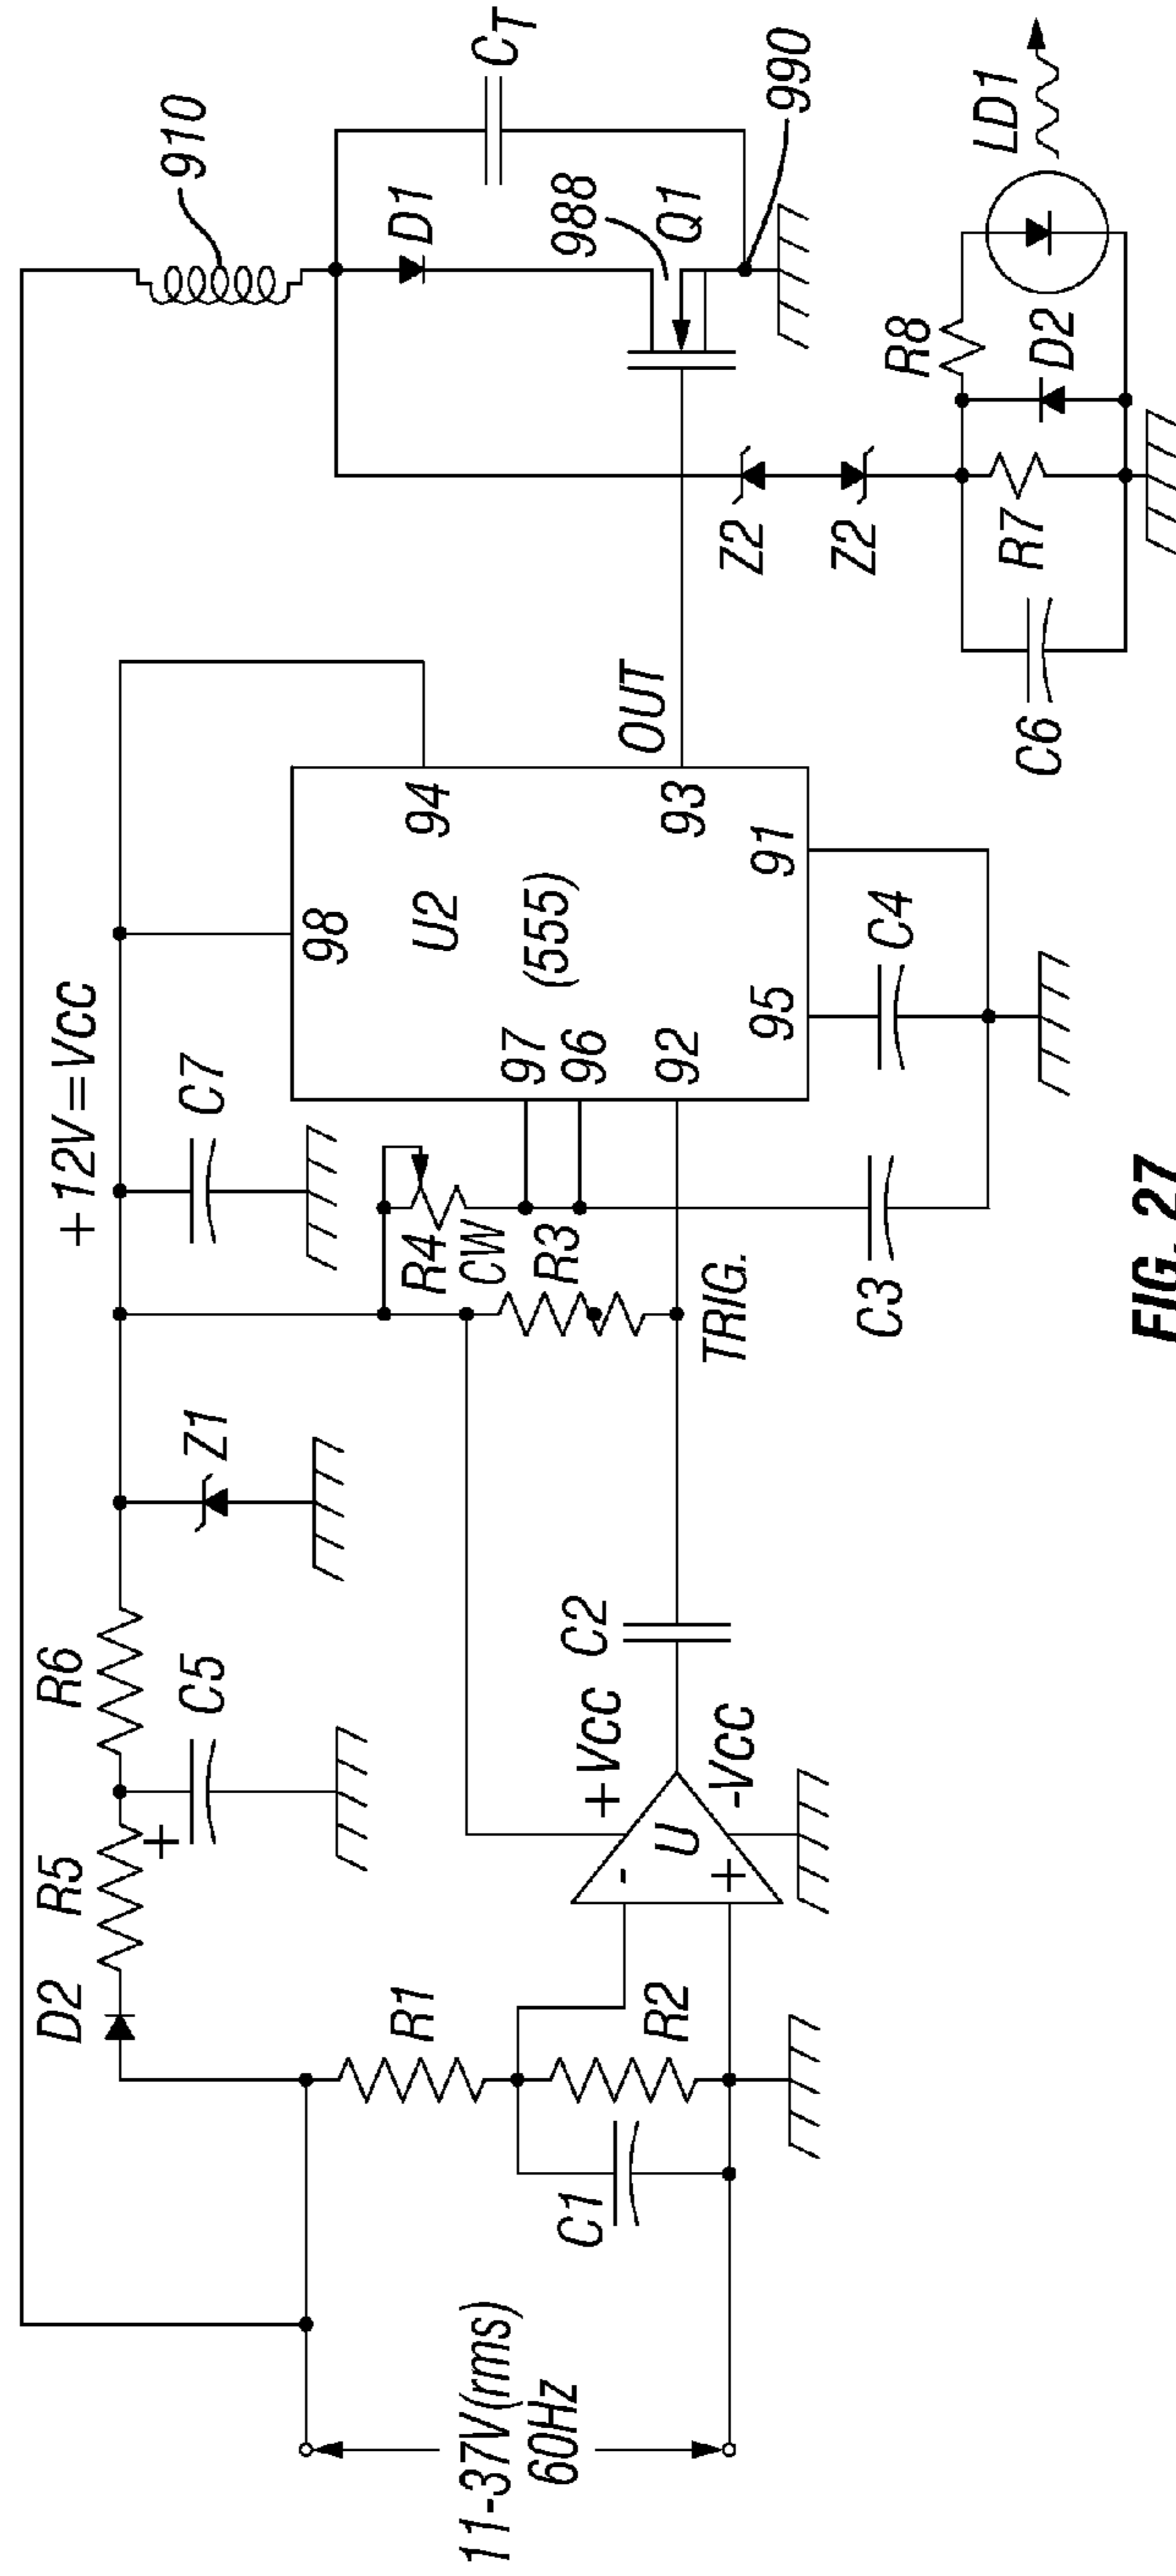 910
CT
D1
988
Q1
990
LD1
R8
D2
R7
Z2
Z2
C6
OUT
+12V=VCC
C7
98
94
U2
(555)
97
96
93
92
95
91
C4
R4
CW
R3
TRIG.
C3
Z1
R6
C5
+
R5
D2
C2
+VCC
-VCC
-
U
+
R1
R2
C1
11-37V(rms)
60Hz
FIG. 27